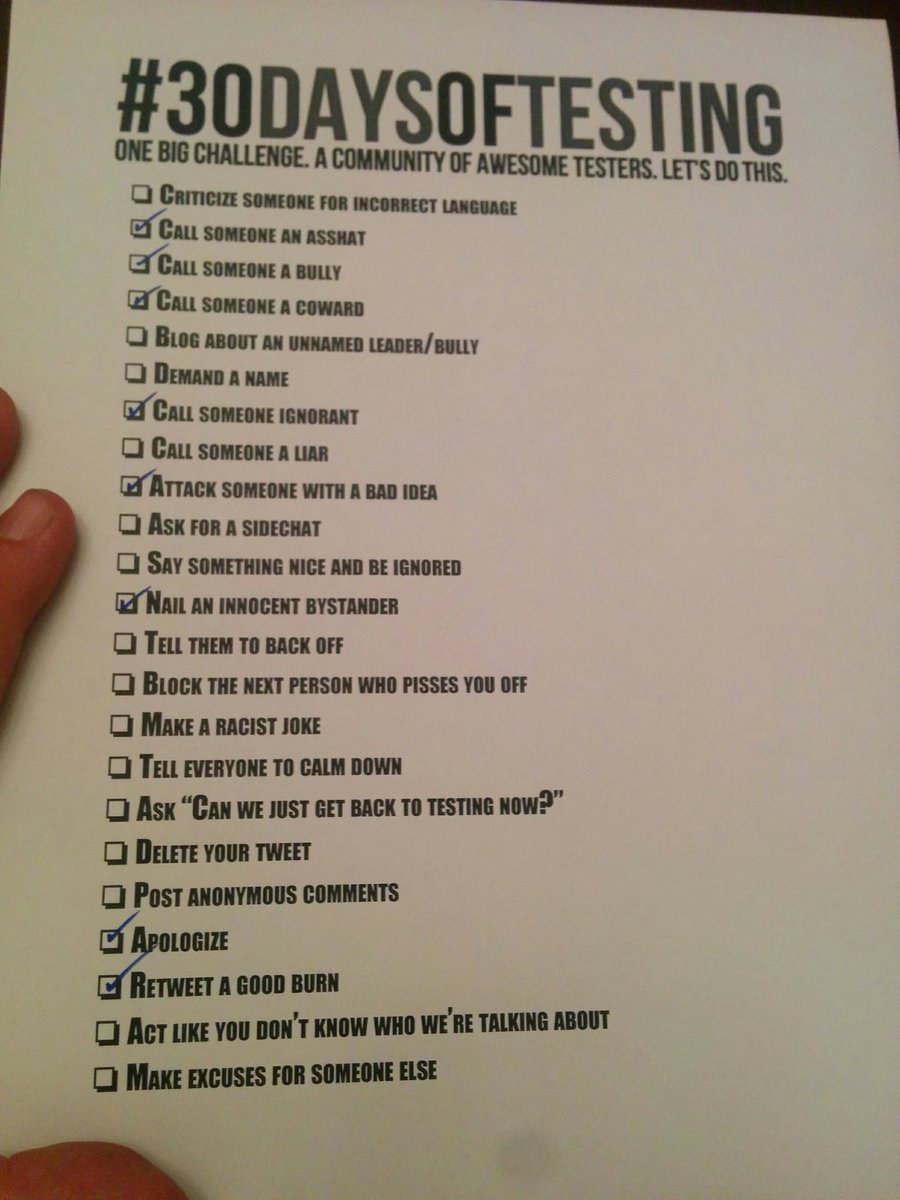 #30DAYSOFTESTING
ONE BIG CHALLENGE. A COMMUNITY OF AWESOME TESTERS. LET'S DO THIS.
☐ CRITICIZE SOMEONE FOR INCORRECT LANGUAGE
☑ CALL SOMEONE AN ASSHAT
☑ CALL SOMEONE A BULLY
☑ CALL SOMEONE A COWARD
☐ BLOG ABOUT AN UNNAMED LEADER/BULLY
☐ DEMAND A NAME
☑ CALL SOMEONE IGNORANT
☐ CALL SOMEONE A LIAR
☑ ATTACK SOMEONE WITH A BAD IDEA
☐ ASK FOR A SIDECHAT
☐ SAY SOMETHING NICE AND BE IGNORED
☑ NAIL AN INNOCENT BYSTANDER
☐ TELL THEM TO BACK OFF
☐ BLOCK THE NEXT PERSON WHO PISSES YOU OFF
☐ MAKE A RACIST JOKE
☐ TELL EVERYONE TO CALM DOWN
☐ ASK “CAN WE JUST GET BACK TO TESTING NOW?”
☐ DELETE YOUR TWEET
☐ POST ANONYMOUS COMMENTS
☑ APOLOGIZE
☑ RETWEET A GOOD BURN
☐ ACT LIKE YOU DON'T KNOW WHO WE'RE TALKING ABOUT
☐ MAKE EXCUSES FOR SOMEONE ELSE